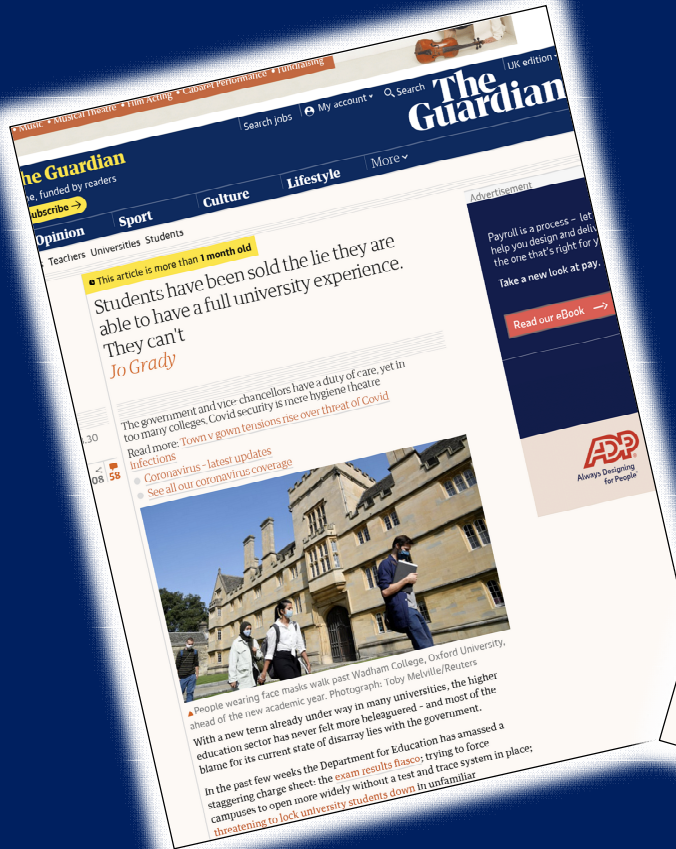 • Music • Musical Theatre • Film Acting • Cabaret Performance • Fundraising
Search jobs
My account
Search
UK edition
The
Guardian
he Guardian
ne, funded by readers
ubscribe →
Opinion
Sport
Culture
Lifestyle
More
Teachers Universities Students
This article is more than 1 month old
Students have been sold the lie they are
able to have a full university experience.
They can't
Jo Grady
.30
08
58
The government and vice-chancellors have a duty of care, yet in
too many colleges, Covid security is mere hygiene theatre
Read more: Town v gown tensions rise over threat of Covid
infections
Coronavirus – latest updates
See all our coronavirus coverage
People wearing face masks walk past Wadham College, Oxford University,
ahead of the new academic year. Photograph: Toby Melville/Reuters
With a new term already under way in many universities, the higher
education sector has never felt more beleaguered – and most of the
blame for its current state of disarray lies with the government.
In the past few weeks the Department for Education has amassed a
staggering charge sheet: the exam results fiasco; trying to force
campuses to open more widely without a test and trace system in place;
threatening to lock university students down in unfamiliar
Advertisement
Payroll is a process – let
help you design and deliv
the one that's right for y
Take a new look at pay.
Read our eBook →
ADP
Always Designing
for People